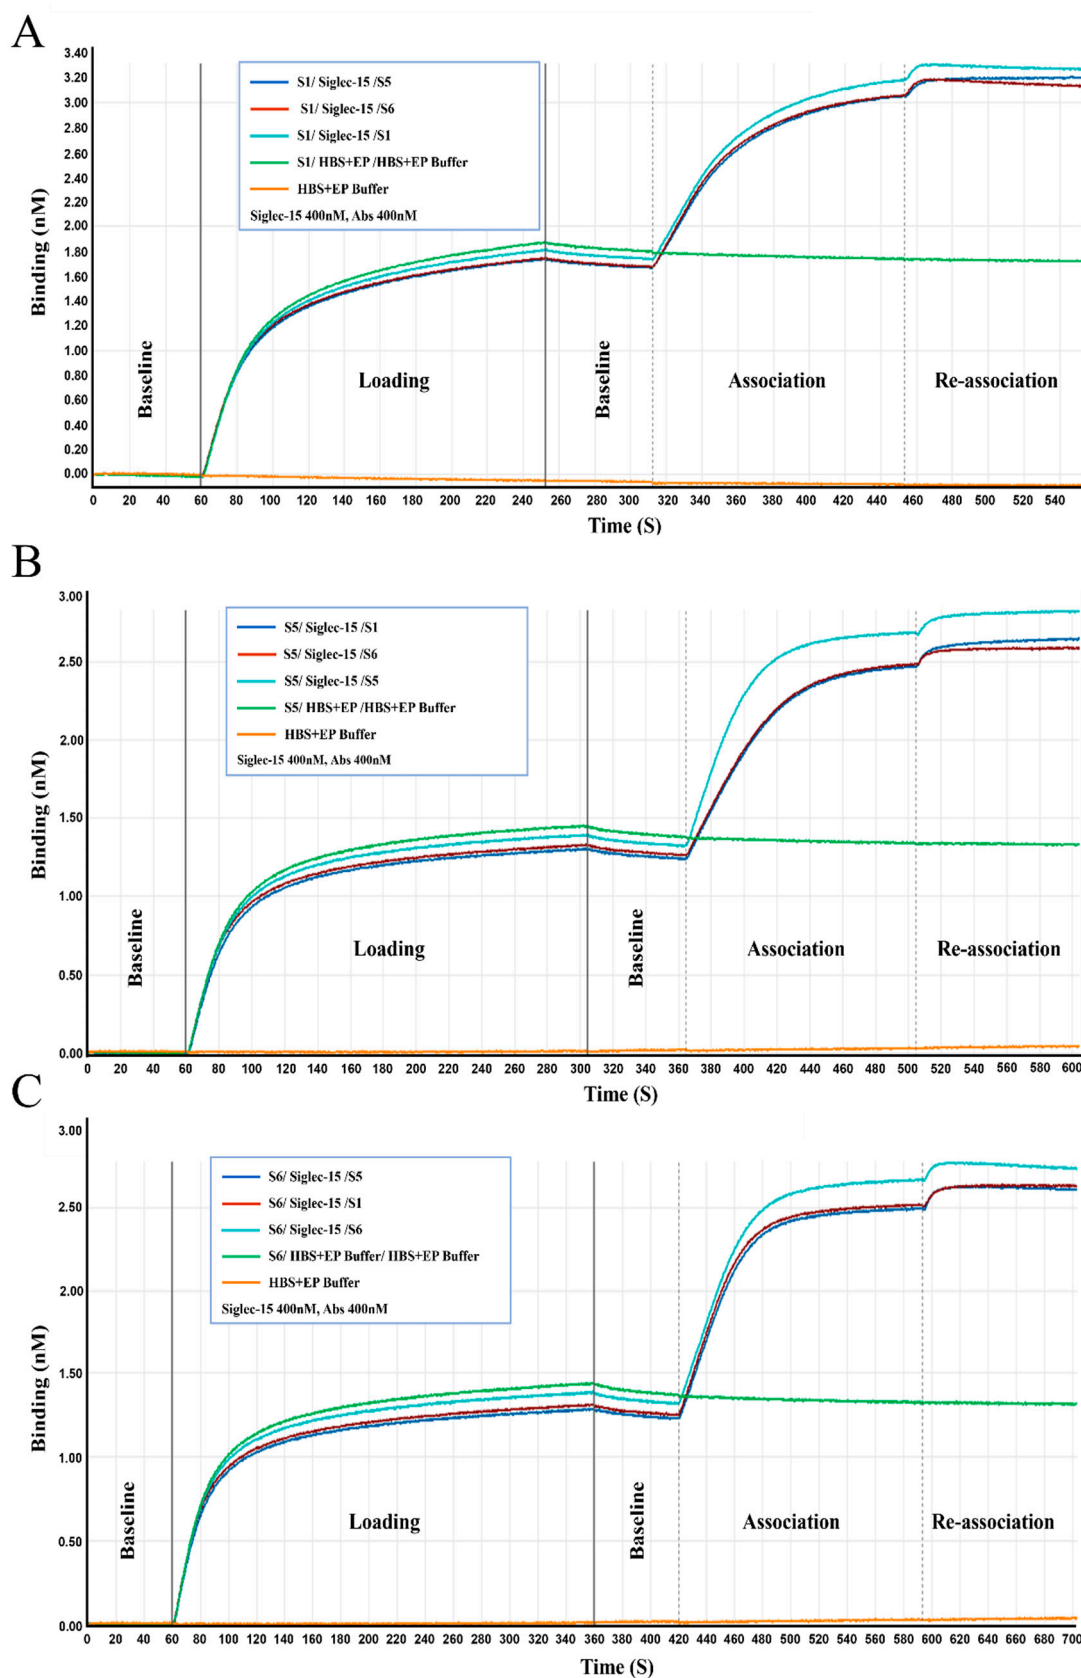 A
3.40
3.20
3.00
2.80
2.60
2.40
2.20
2.00
1.80
1.60
1.20
1.00
0.80
0.60
0.40
0.20
0.00
Binding (nM)
S1/ Siglec-15 /S5
S1/ Siglec-15 /S6
S1/ Siglec-15 /S1
S1/ HBS+EP /HBS+EP Buffer
HBS+EP Buffer
Siglec-15 400nM, Abs 400nM
Baseline
Loading
Baseline
Association
Re-association
0 20 40 60 80 100 120 140 160 180 200 220 240 260 280 300 320 340 360 380 400 420 440 460 480 500 520 540
Time (S)
B
3.00
2.50
2.00
1.50
1.00
0.50
0.00
Binding (nM)
S5/ Siglec-15 /S1
S5/ Siglec-15 /S6
S5/ Siglec-15 /S5
S5/ HBS+EP /HBS+EP Buffer
HBS+EP Buffer
Siglec-15 400nM, Abs 400nM
Baseline
Loading
Baseline
Association
Re-association
0 20 40 60 80 100 120 140 160 180 200 220 240 260 280 300 320 340 360 380 400 420 440 460 480 500 520 540 560 580 600
Time (S)
C
3.00
2.50
2.00
1.50
1.00
0.50
0.00
Binding (nM)
S6/ Siglec-15 /S5
S6/ Siglec-15 /S1
S6/ Siglec-15 /S6
S6/ HBS+EP Buffer/ HBS+EP Buffer
HBS+EP Buffer
Siglec-15 400nM, Abs 400nM
Baseline
Loading
Baseline
Association
Re-association
0 20 40 60 80 100 120 140 160 180 200 220 240 260 280 300 320 340 360 380 400 420 440 460 480 500 520 540 560 580 600 620 640 660 680 700
Time (S)